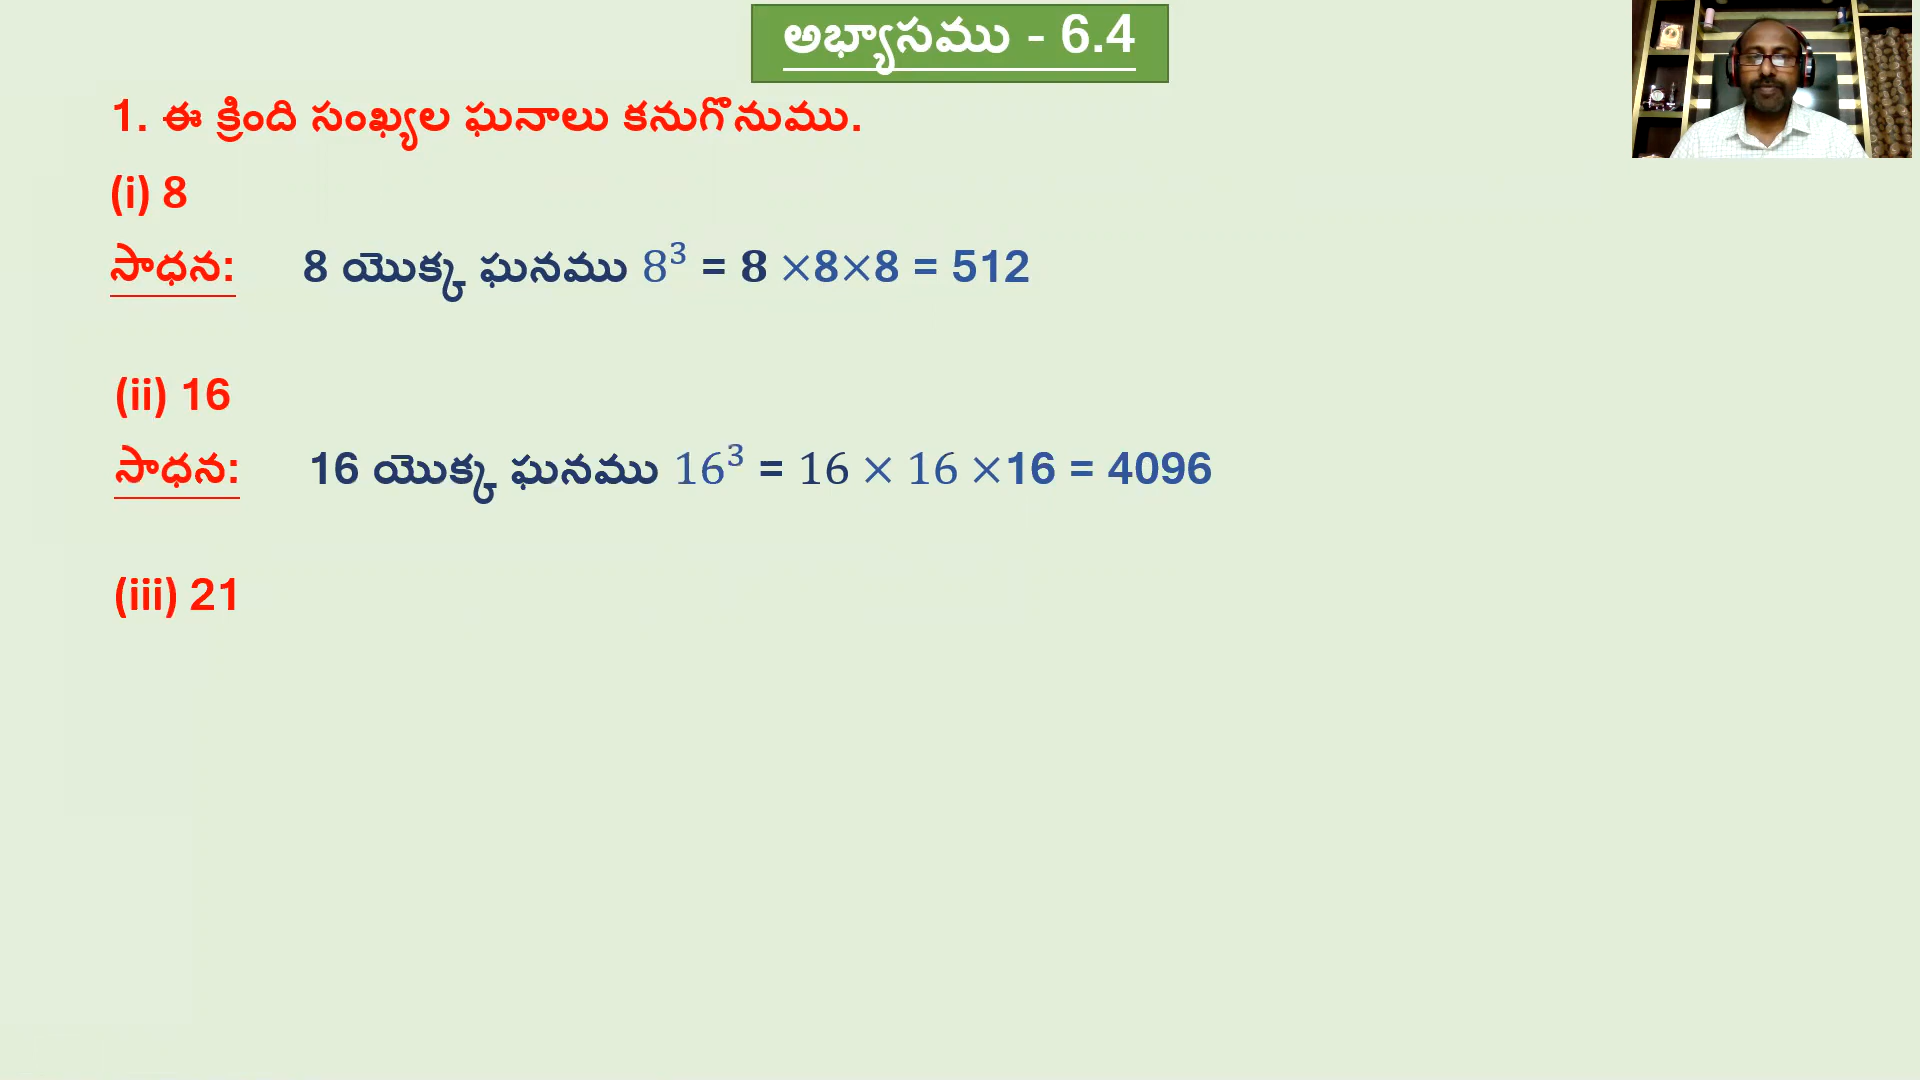 అభ్యాసము - 6.4
1. ఈ క్రింది సంఖ్యల ఘనాలు కనుగొనుము.
(i) 8
సాధన: 8 యొక్క ఘనము 8³ = 8 ×8×8 = 512
(ii) 16
సాధన: 16 యొక్క ఘనము 16³ = 16 × 16 ×16 = 4096
(iii) 21